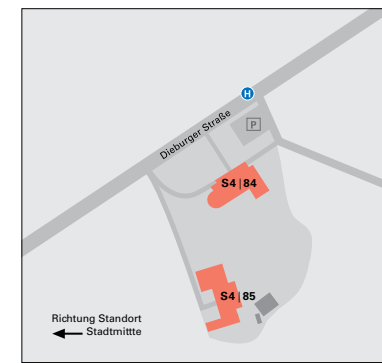 H
Dieburger Straße
P
S4|84
S4|85
Richtung Standort
Stadtmittte